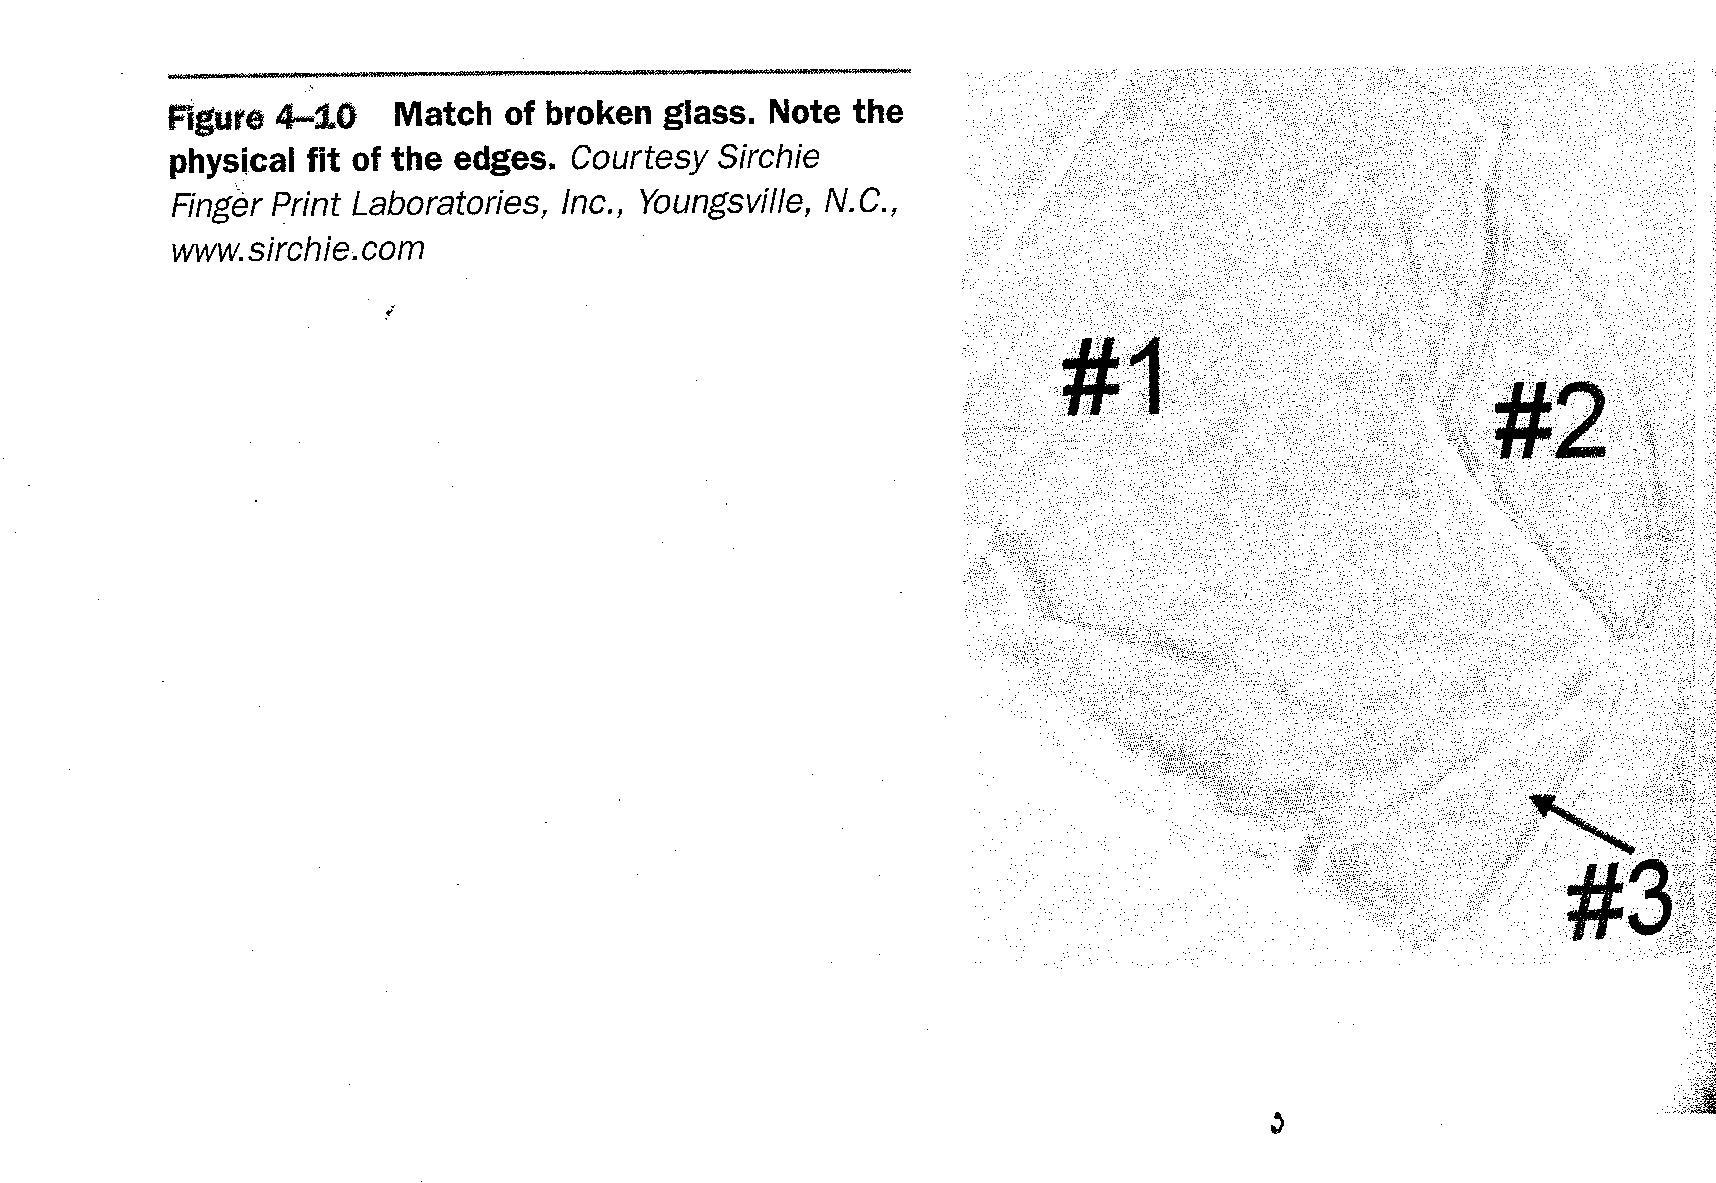 Figure 4–10 Match of broken glass. Note the
physical fit of the edges. Courtesy Sirchie
Finger Print Laboratories, Inc., Youngsville, N.C.,
www.sirchie.com
#1
#2
#3